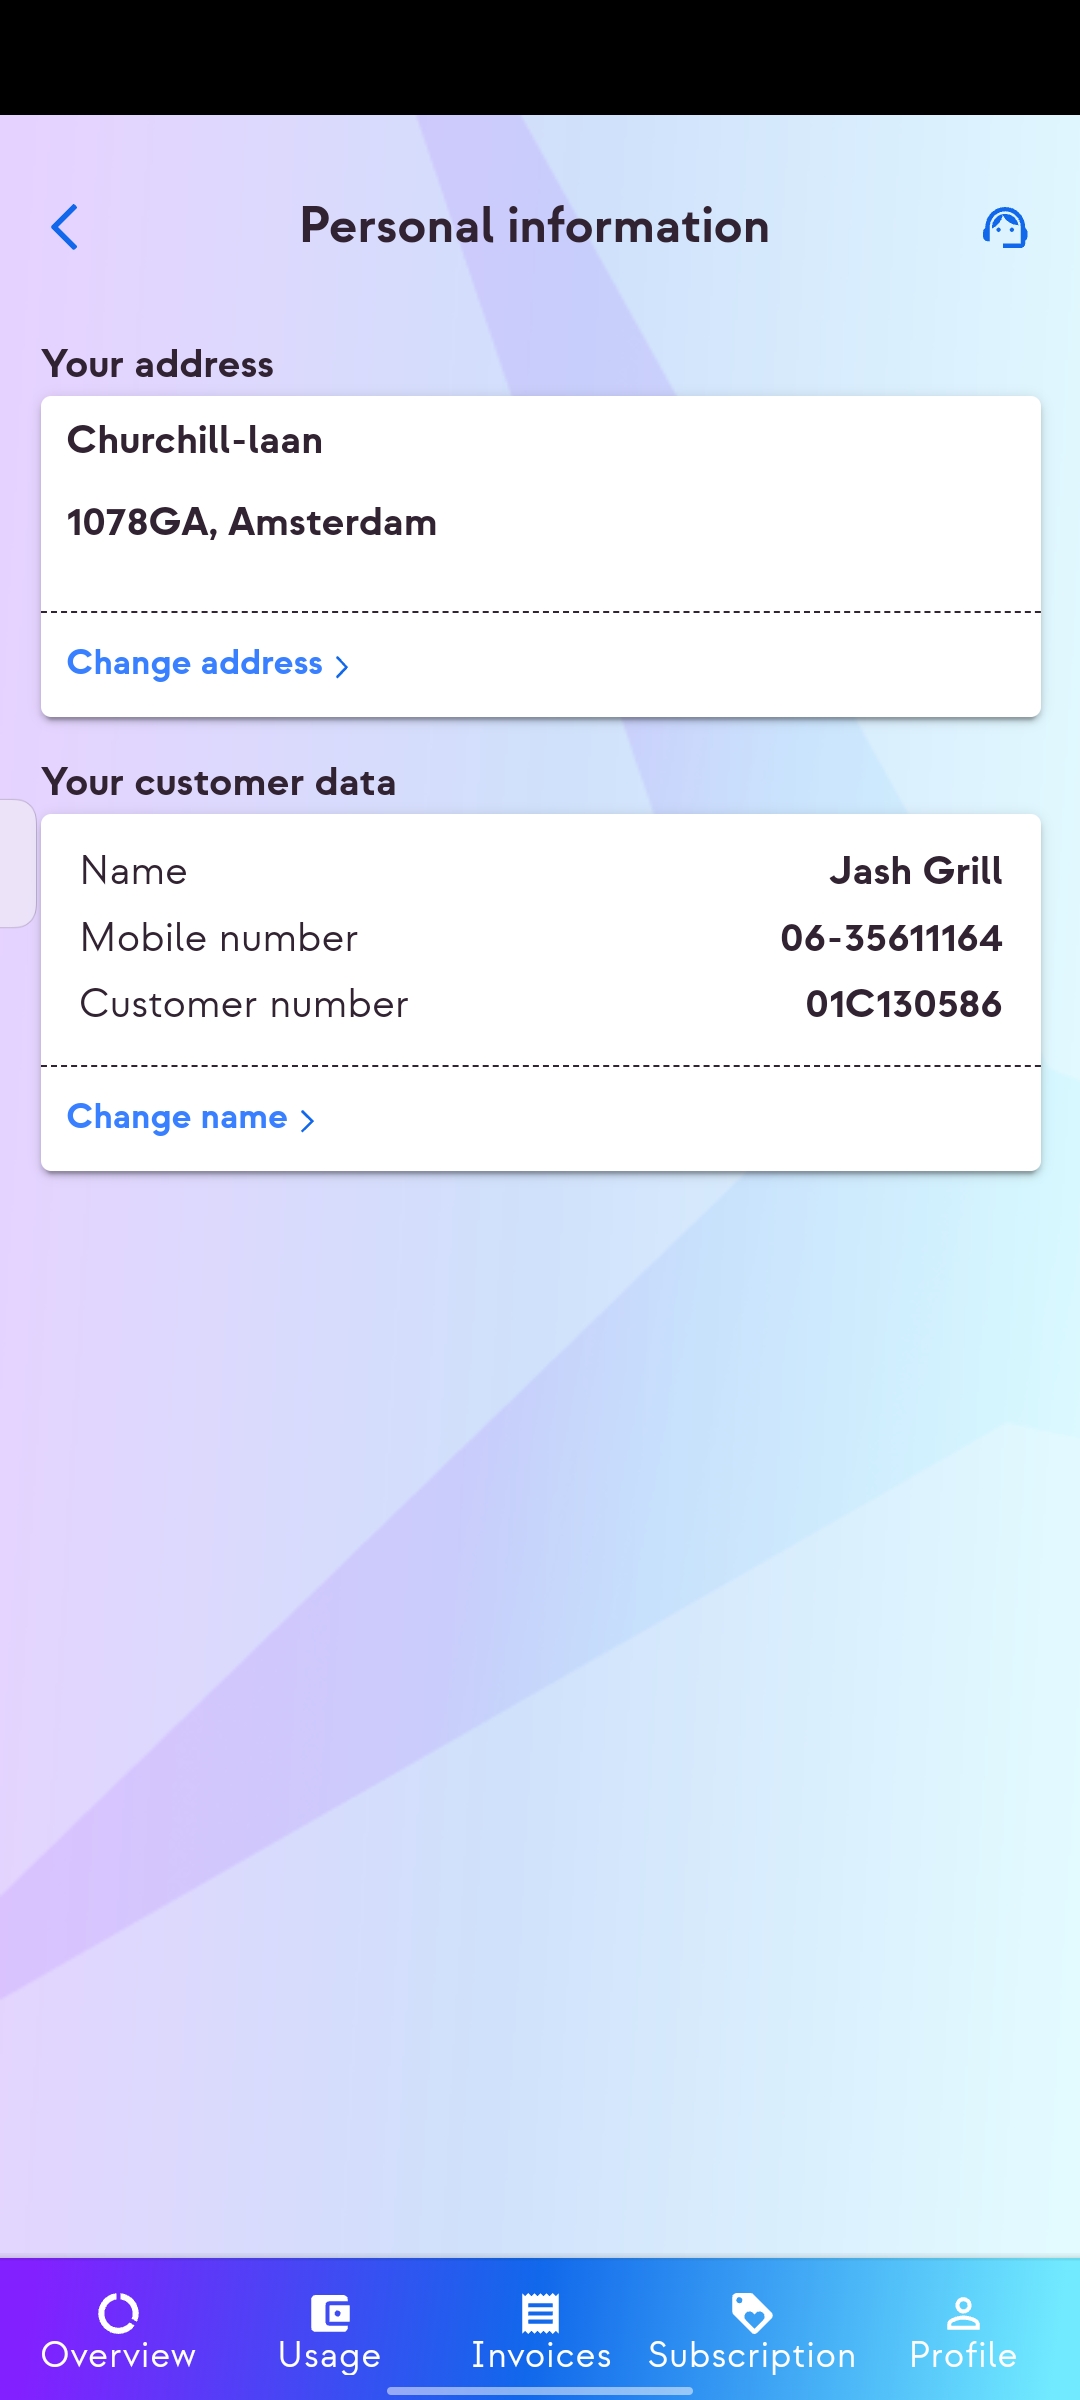 Personal information
Your address
Churchill-laan
1078GA, Amsterdam
Change address
Your customer data
Name Jash Grill
Mobile number 06-35611164
Customer number 01C130586
Change name
Overview Usage Invoices Subscription Profile